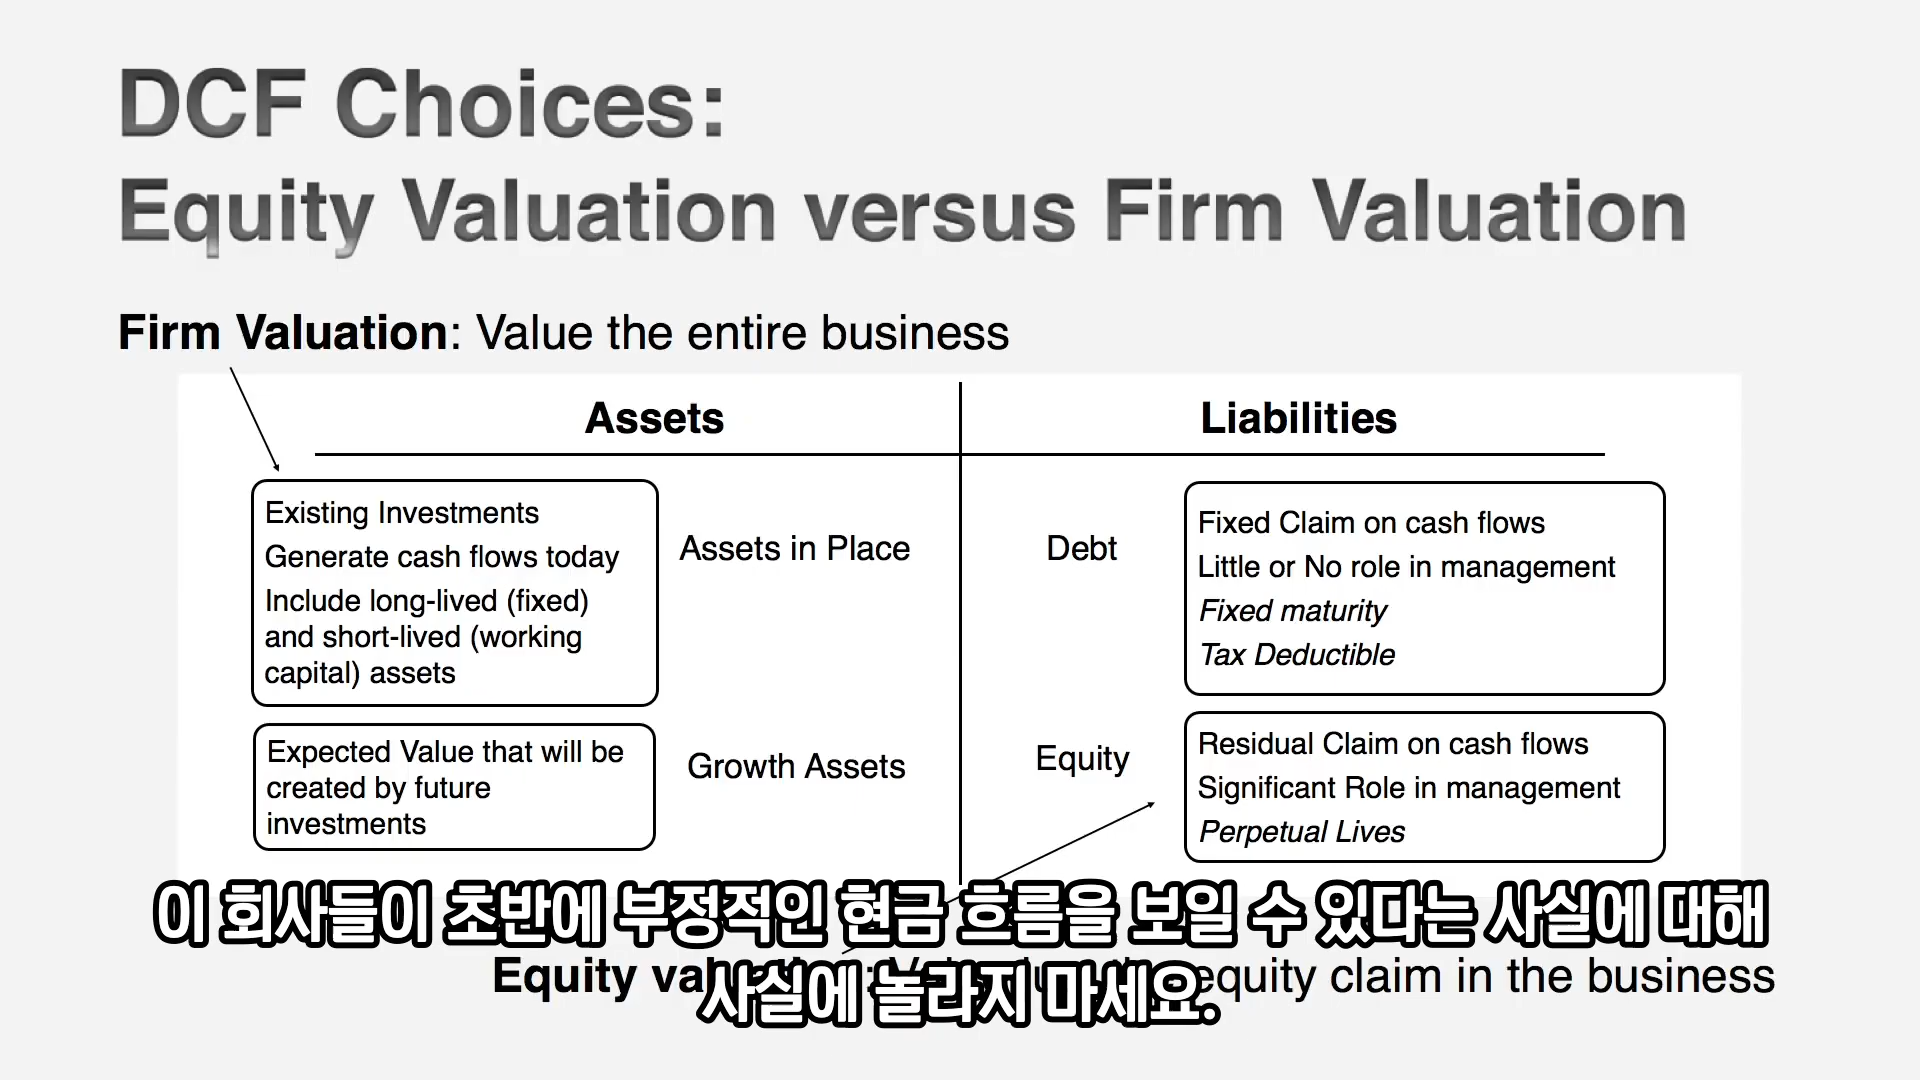 DCF Choices:
Equity Valuation versus Firm Valuation
Firm Valuation: Value the entire business
Assets
Liabilities
Existing Investments
Generate cash flows today
Include long-lived (fixed)
and short-lived (working
capital) assets
Assets in Place
Debt
Fixed Claim on cash flows
Little or No role in management
Fixed maturity
Tax Deductible
Expected Value that will be
created by future
investments
Growth Assets
Equity
Residual Claim on cash flows
Significant Role in management
Perpetual Lives
이 회사들이 초반에 부정적인 현금 흐름을 보일 수 있다는 사실에 대해
사실에 놀라지 마세요.
Equity equity claim in the business